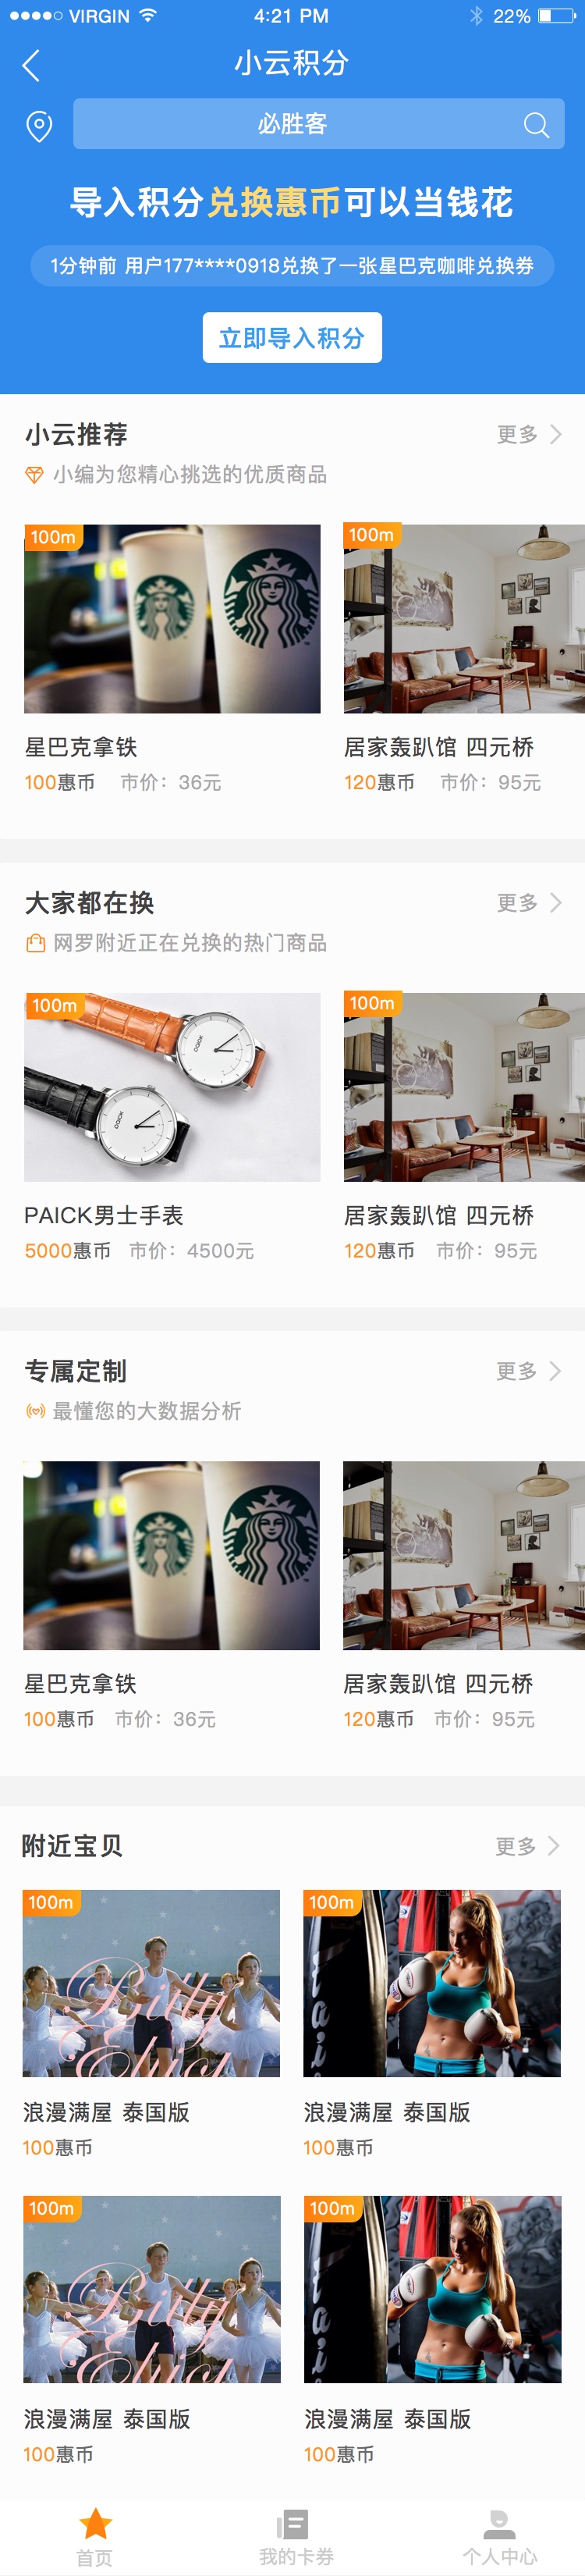 VIRGIN 4:21 PM 22%
小云积分
必胜客
导入积分兑换惠币可以当钱花
1分钟前 用户177****0918兑换了一张星巴克咖啡兑换券
立即导入积分
小云推荐 更多
小编为您精心挑选的优质商品
100m 100m
星巴克拿铁 居家轰趴馆 四元桥
100惠币 市价：36元 120惠币 市价：95元
大家都在换 更多
网罗附近正在兑换的热门商品
100m 100m
PAICK
PAICK
PAICK男士手表 居家轰趴馆 四元桥
5000惠币 市价：4500元 120惠币 市价：95元
专属定制 更多
最懂您的大数据分析
星巴克拿铁 居家轰趴馆 四元桥
100惠币 市价：36元 120惠币 市价：95元
附近宝贝 更多
100m 100m
浪漫满屋 泰国版 浪漫满屋 泰国版
100惠币 100惠币
100m 100m
浪漫满屋 泰国版 浪漫满屋 泰国版
100惠币 100惠币
首页 我的卡券 个人中心